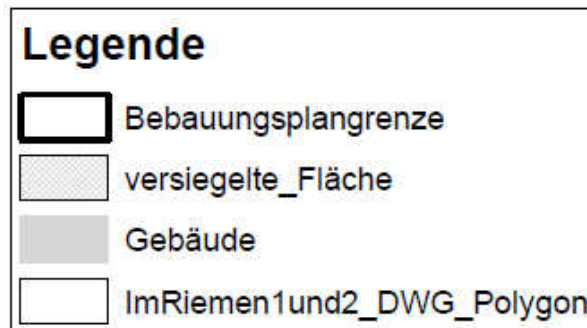 Legende
Bebauungsplangrenze
versiegelte_Fläche
Gebäude
ImRiemen1und2_DWG_Polygon